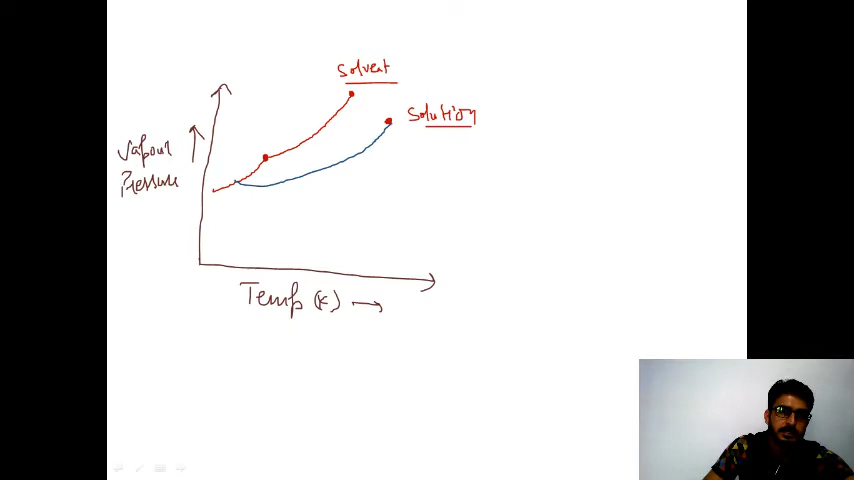 Solvent
Solution
Vapour
Pressure
Temp (K)